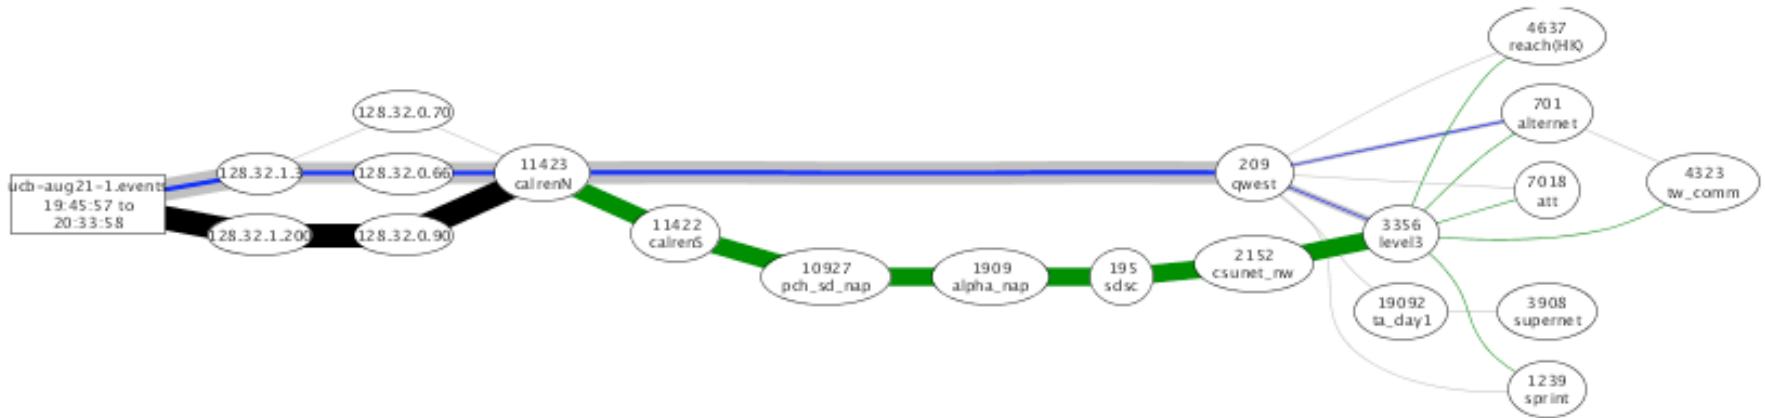 ucb-aug21-1.events
19:45:57 to
20:33:58
128.32.1.3
128.32.1.200
128.32.0.70
128.32.0.66
128.32.0.90
11423
calrenN
11422
calrenS
10927
pch_sd_nap
1909
alpha_nap
195
sdsc
2152
csunet_nw
209
qwest
3356
level3
19092
ta_day1
4637
reach(HK)
701
alternet
7018
att
3908
supernet
1239
sprint
4323
tw_comm